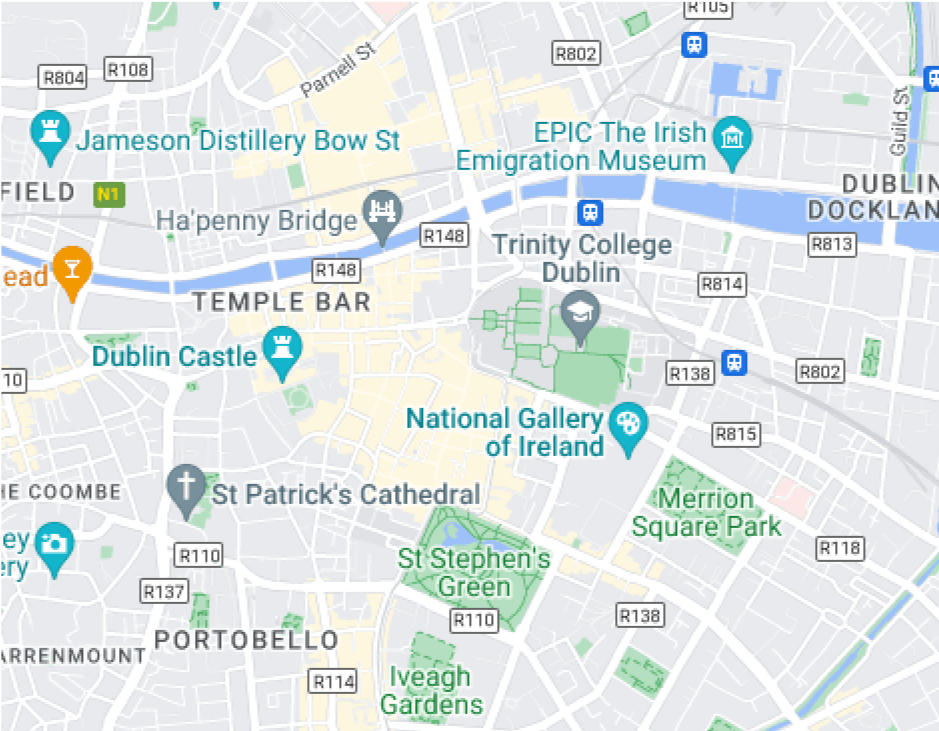 R105
R802
Parnell St
R804
R108
Guild St
Jameson Distillery Bow St
EPIC The Irish
Emigration Museum
FIELD
N1
DUBLIN
DOCKLAN
Ha'penny Bridge
R148
R813
Trinity College
Dublin
ead
R148
R814
TEMPLE BAR
Dublin Castle
10
R138
R802
National Gallery
of Ireland
R815
HE COOMBE
St Patrick's Cathedral
Merrion
Square Park
ey
ery
R110
St Stephen's
Green
R118
R137
R110
R138
ARRENMOUNT
PORTOBELLO
R114
Iveagh
Gardens